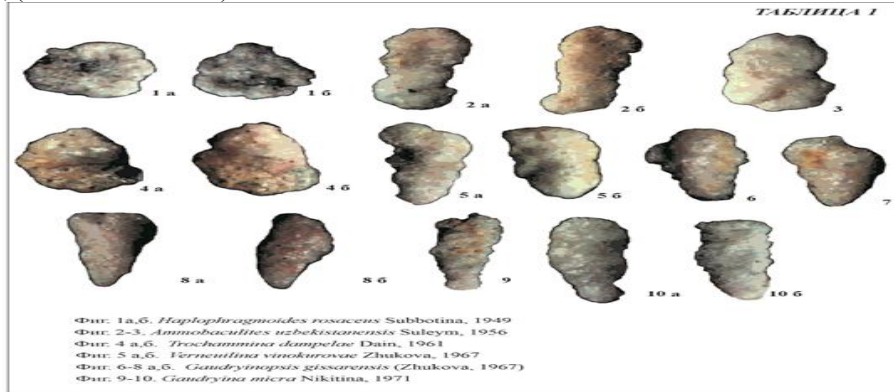 ТАБЛИЦА 1
1 а
1 б
2 а
2 б
3
4 а
4 б
5 а
5 б
6
7
8 а
8 б
9
10 а
10 б
Фиг. 1а,б. Haplophragmoides rosaceus Subbotina, 1949
Фиг. 2-3. Ammobaculites uzbekistanensis Suleym, 1956
Фиг. 4 а,б. Trochammina dampelae Dain, 1961
Фиг. 5 а,б. Verneuilina vinokurovae Zhukova, 1967
Фиг. 6-8 а,б. Gaudryinopsis gissarensis (Zhukova, 1967)
Фиг. 9-10. Gaudryina micra Nikitina, 1971